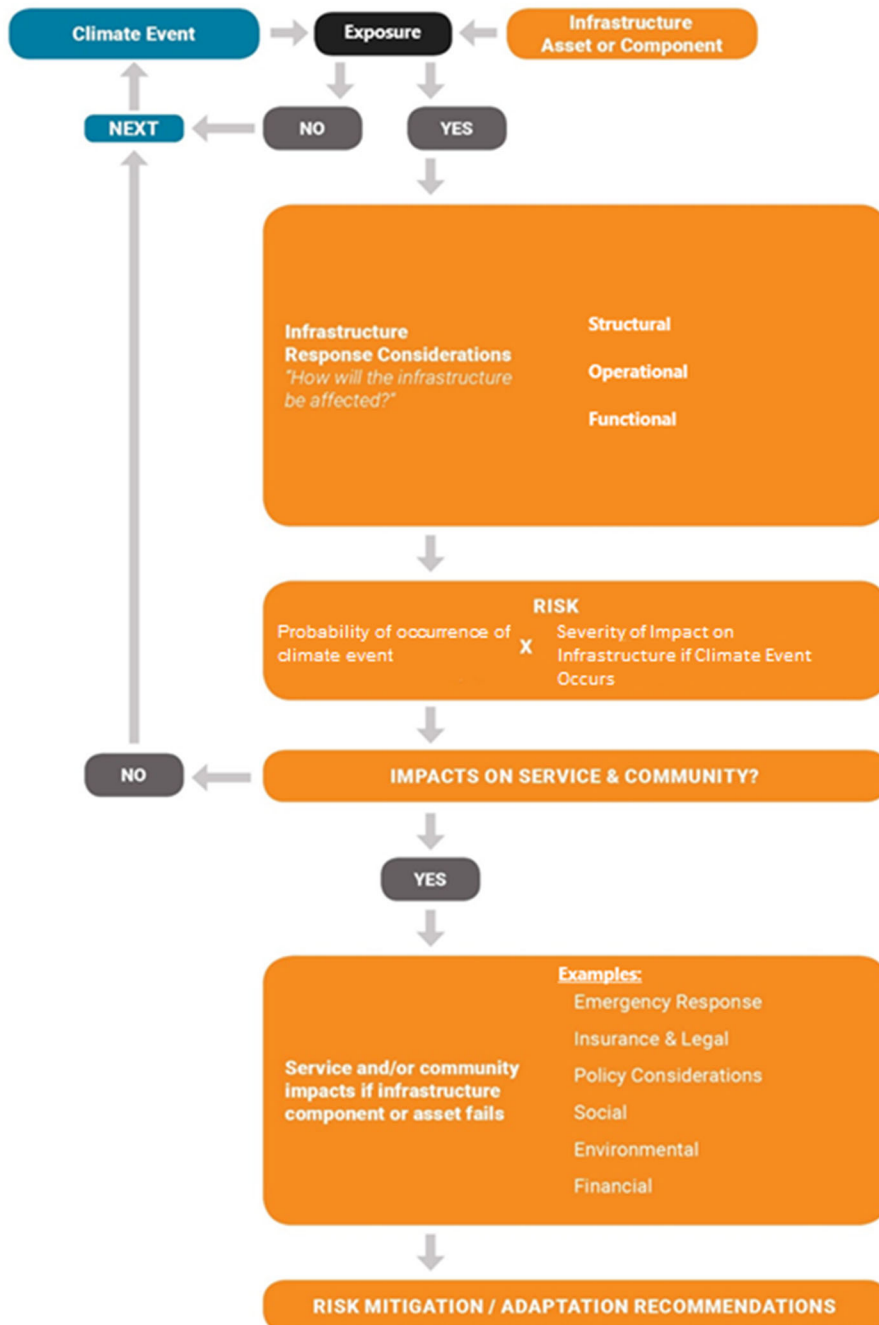 Climate Event
Exposure
Infrastructure
Asset or Component
NEXT
NO
YES
Infrastructure
Response Considerations
"How will the infrastructure
be affected?"
Structural
Operational
Functional
RISK
Probability of occurrence of
climate event
X
Severity of Impact on
Infrastructure if Climate Event
Occurs
NO
IMPACTS ON SERVICE & COMMUNITY?
YES
Service and/or community
impacts if infrastructure
component or asset fails
Examples:
Emergency Response
Insurance & Legal
Policy Considerations
Social
Environmental
Financial
RISK MITIGATION / ADAPTATION RECOMMENDATIONS